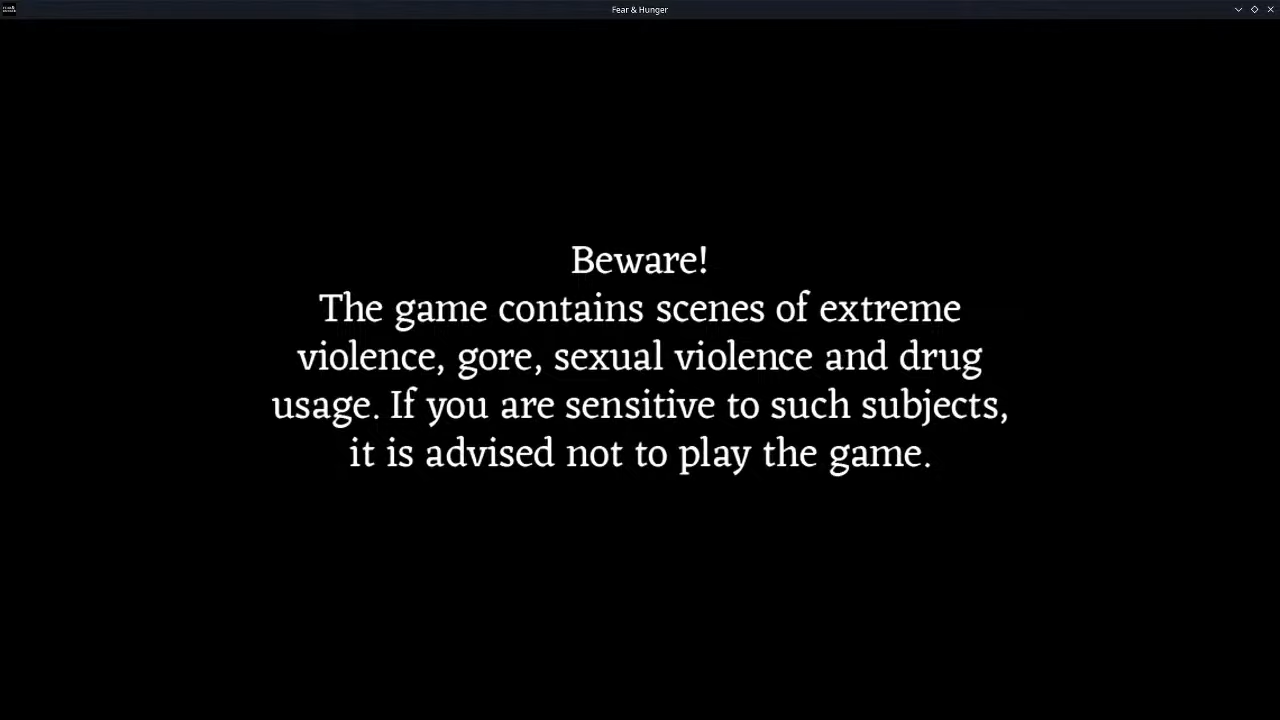 Fear & Hunger
Beware!
The game contains scenes of extreme
violence, gore, sexual violence and drug
usage. If you are sensitive to such subjects,
it is advised not to play the game.